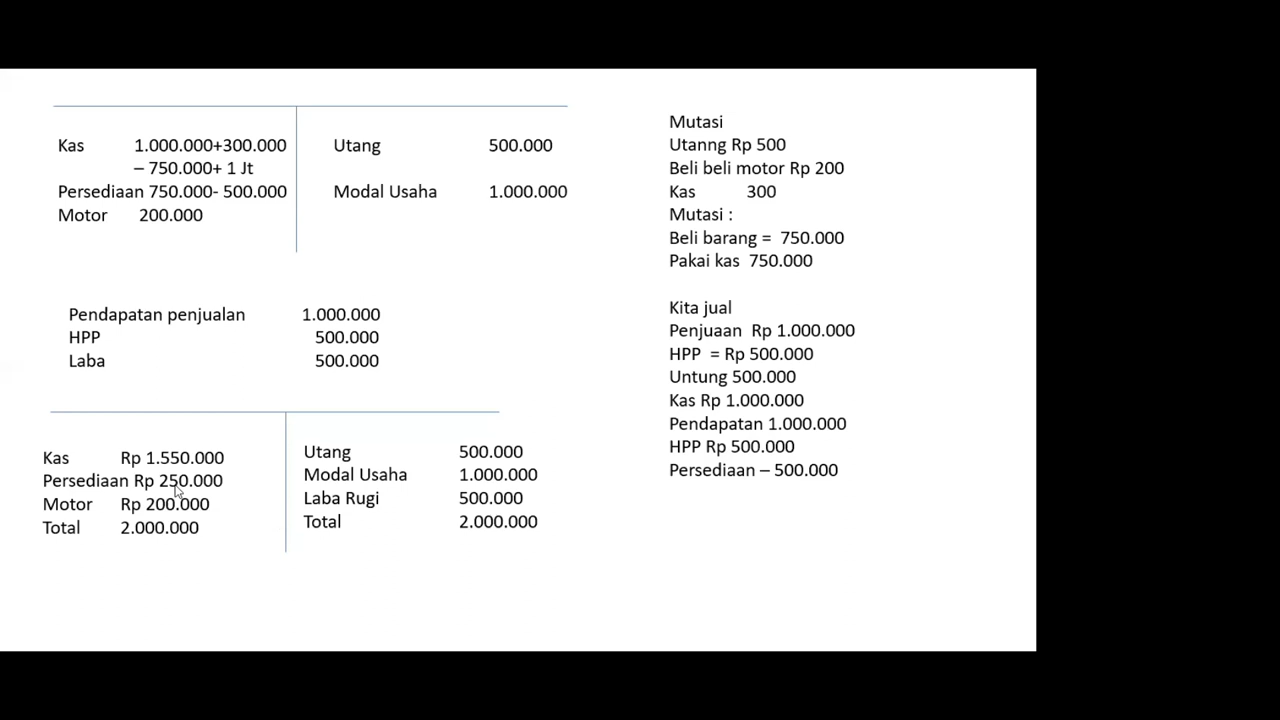 Kas 1.000.000+300.000
– 750.000+ 1 Jt
Persediaan 750.000- 500.000
Motor 200.000
Utang 500.000
Modal Usaha 1.000.000
Pendapatan penjualan 1.000.000
HPP 500.000
Laba 500.000
Kas Rp 1.550.000
Persediaan Rp 250.000
Motor Rp 200.000
Total 2.000.000
Utang 500.000
Modal Usaha 1.000.000
Laba Rugi 500.000
Total 2.000.000
Mutasi
Utanng Rp 500
Beli beli motor Rp 200
Kas 300
Mutasi :
Beli barang = 750.000
Pakai kas 750.000
Kita jual
Penjuaan Rp 1.000.000
HPP = Rp 500.000
Untung 500.000
Kas Rp 1.000.000
Pendapatan 1.000.000
HPP Rp 500.000
Persediaan – 500.000